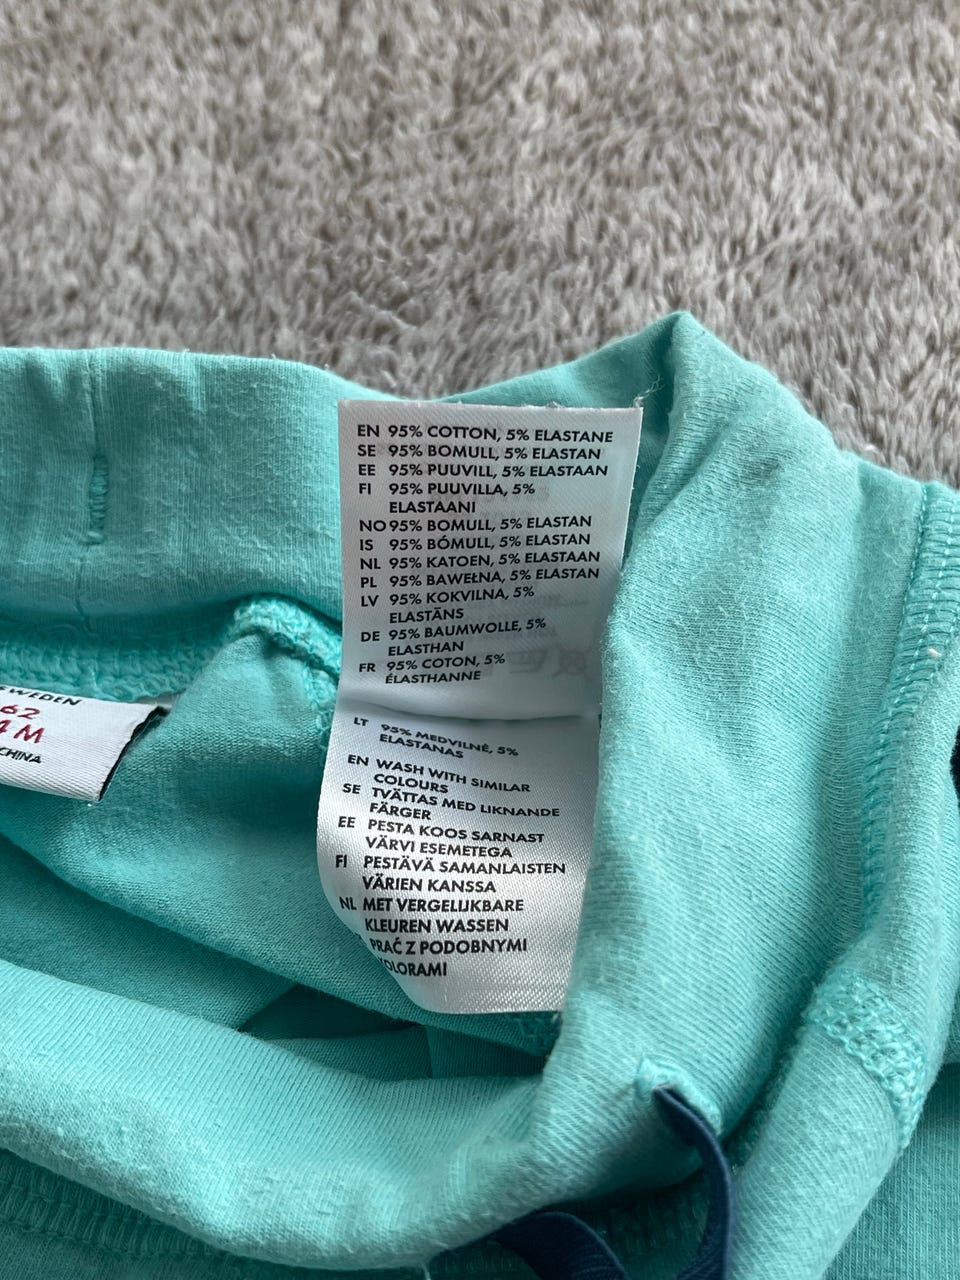 EN 95% COTTON, 5% ELASTANE
SE 95% BOMULL, 5% ELASTAN
EE 95% PUUVILL, 5% ELASTAAN
FI 95% PUUVILLA, 5%
ELASTAANI
NO 95% BOMULL, 5% ELASTAN
IS 95% BÓMULL, 5% ELASTAN
NL 95% KATOEN, 5% ELASTAAN
PL 95% BAWEŁNA, 5% ELASTAN
LV 95% KOKVILNA, 5%
ELASTĀNS
DE 95% BAUMWOLLE, 5%
ELASTHAN
FR 95% COTON, 5%
ÉLASTHANNE
LT 95% MEDVILNĖ, 5%
ELASTANAS
EN WASH WITH SIMILAR
COLOURS
SE TVÄTTAS MED LIKNANDE
FÄRGER
EE PESTA KOOS SARNAST
VÄRVI ESEMETEGA
FI PESTÄVÄ SAMANLAISTEN
VÄRIEN KANSSA
NL MET VERGELIJKBARE
KLEUREN WASSEN
PRAĆ Z PODOBNYMI
OLORAMI
SWEDEN
62
4 M
CHINA